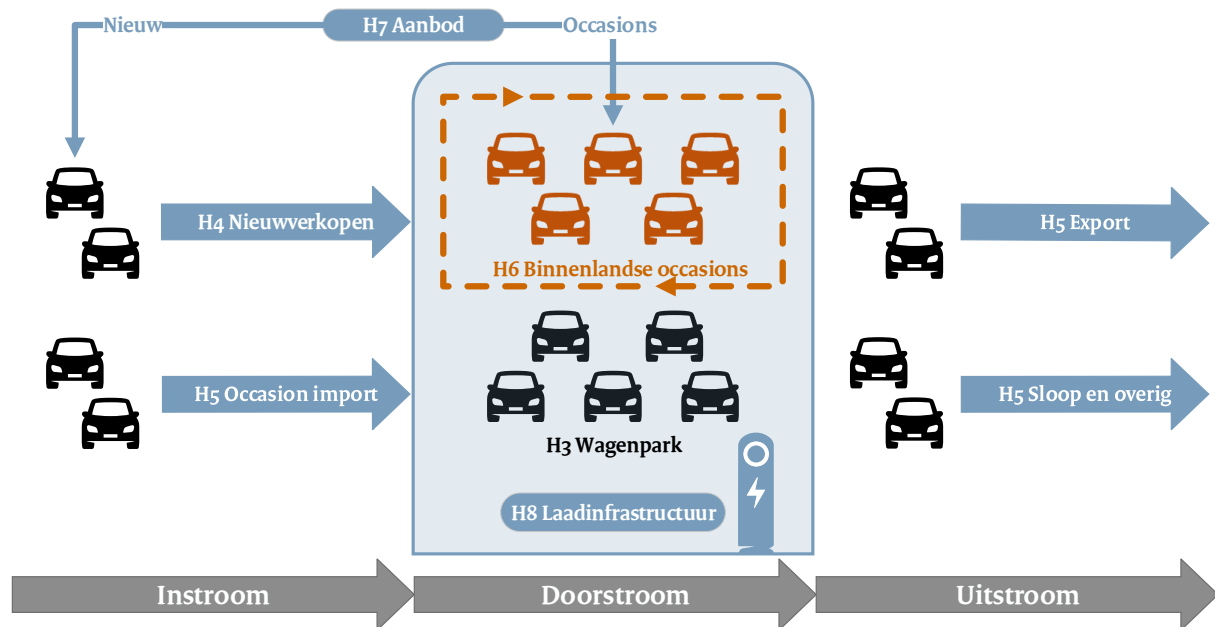 Nieuw
H7 Aanbod
Occasions
H4 Nieuwverkopen
H5 Export
H6 Binnenlandse occasions
H5 Occasion import
H5 Sloop en overig
H3 Wagenpark
H8 Laadinfrastructuur
Instroom
Doorstroom
Uitstroom